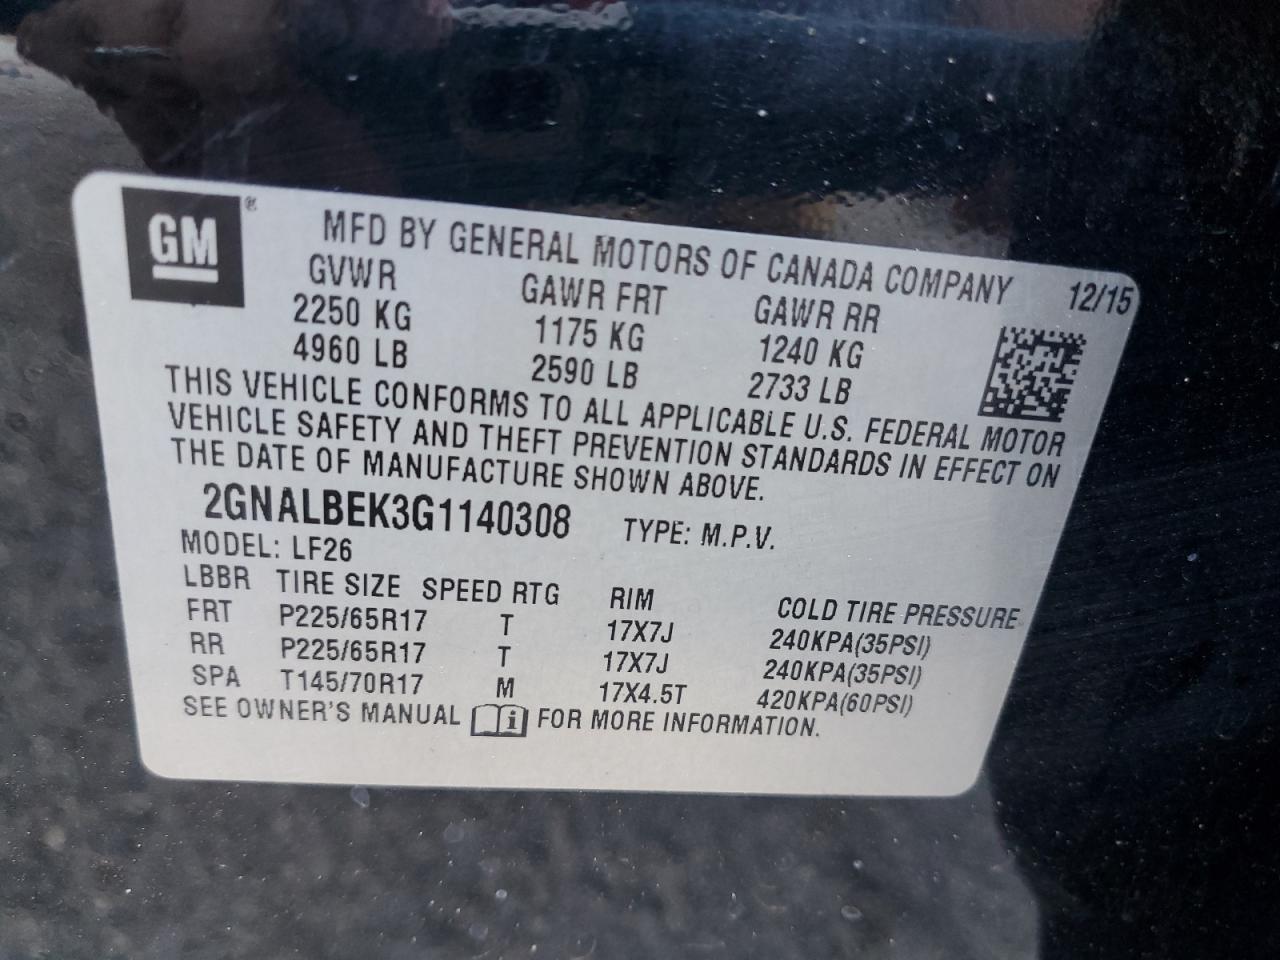 GM ® MFD BY GENERAL MOTORS OF CANADA COMPANY 12/15
GVWR GAWR FRT GAWR RR
2250 KG 1175 KG 1240 KG
4960 LB 2590 LB 2733 LB
THIS VEHICLE CONFORMS TO ALL APPLICABLE U.S. FEDERAL MOTOR
VEHICLE SAFETY AND THEFT PREVENTION STANDARDS IN EFFECT ON
THE DATE OF MANUFACTURE SHOWN ABOVE.
2GNALBEK3G1140308 TYPE: M.P.V.
MODEL: LF26
LBBR TIRE SIZE SPEED RTG RIM COLD TIRE PRESSURE
FRT P225/65R17 T 17X7J 240KPA(35PSI)
RR P225/65R17 T 17X7J 240KPA(35PSI)
SPA T145/70R17 M 17X4.5T 420KPA(60PSI)
SEE OWNER'S MANUAL i FOR MORE INFORMATION.